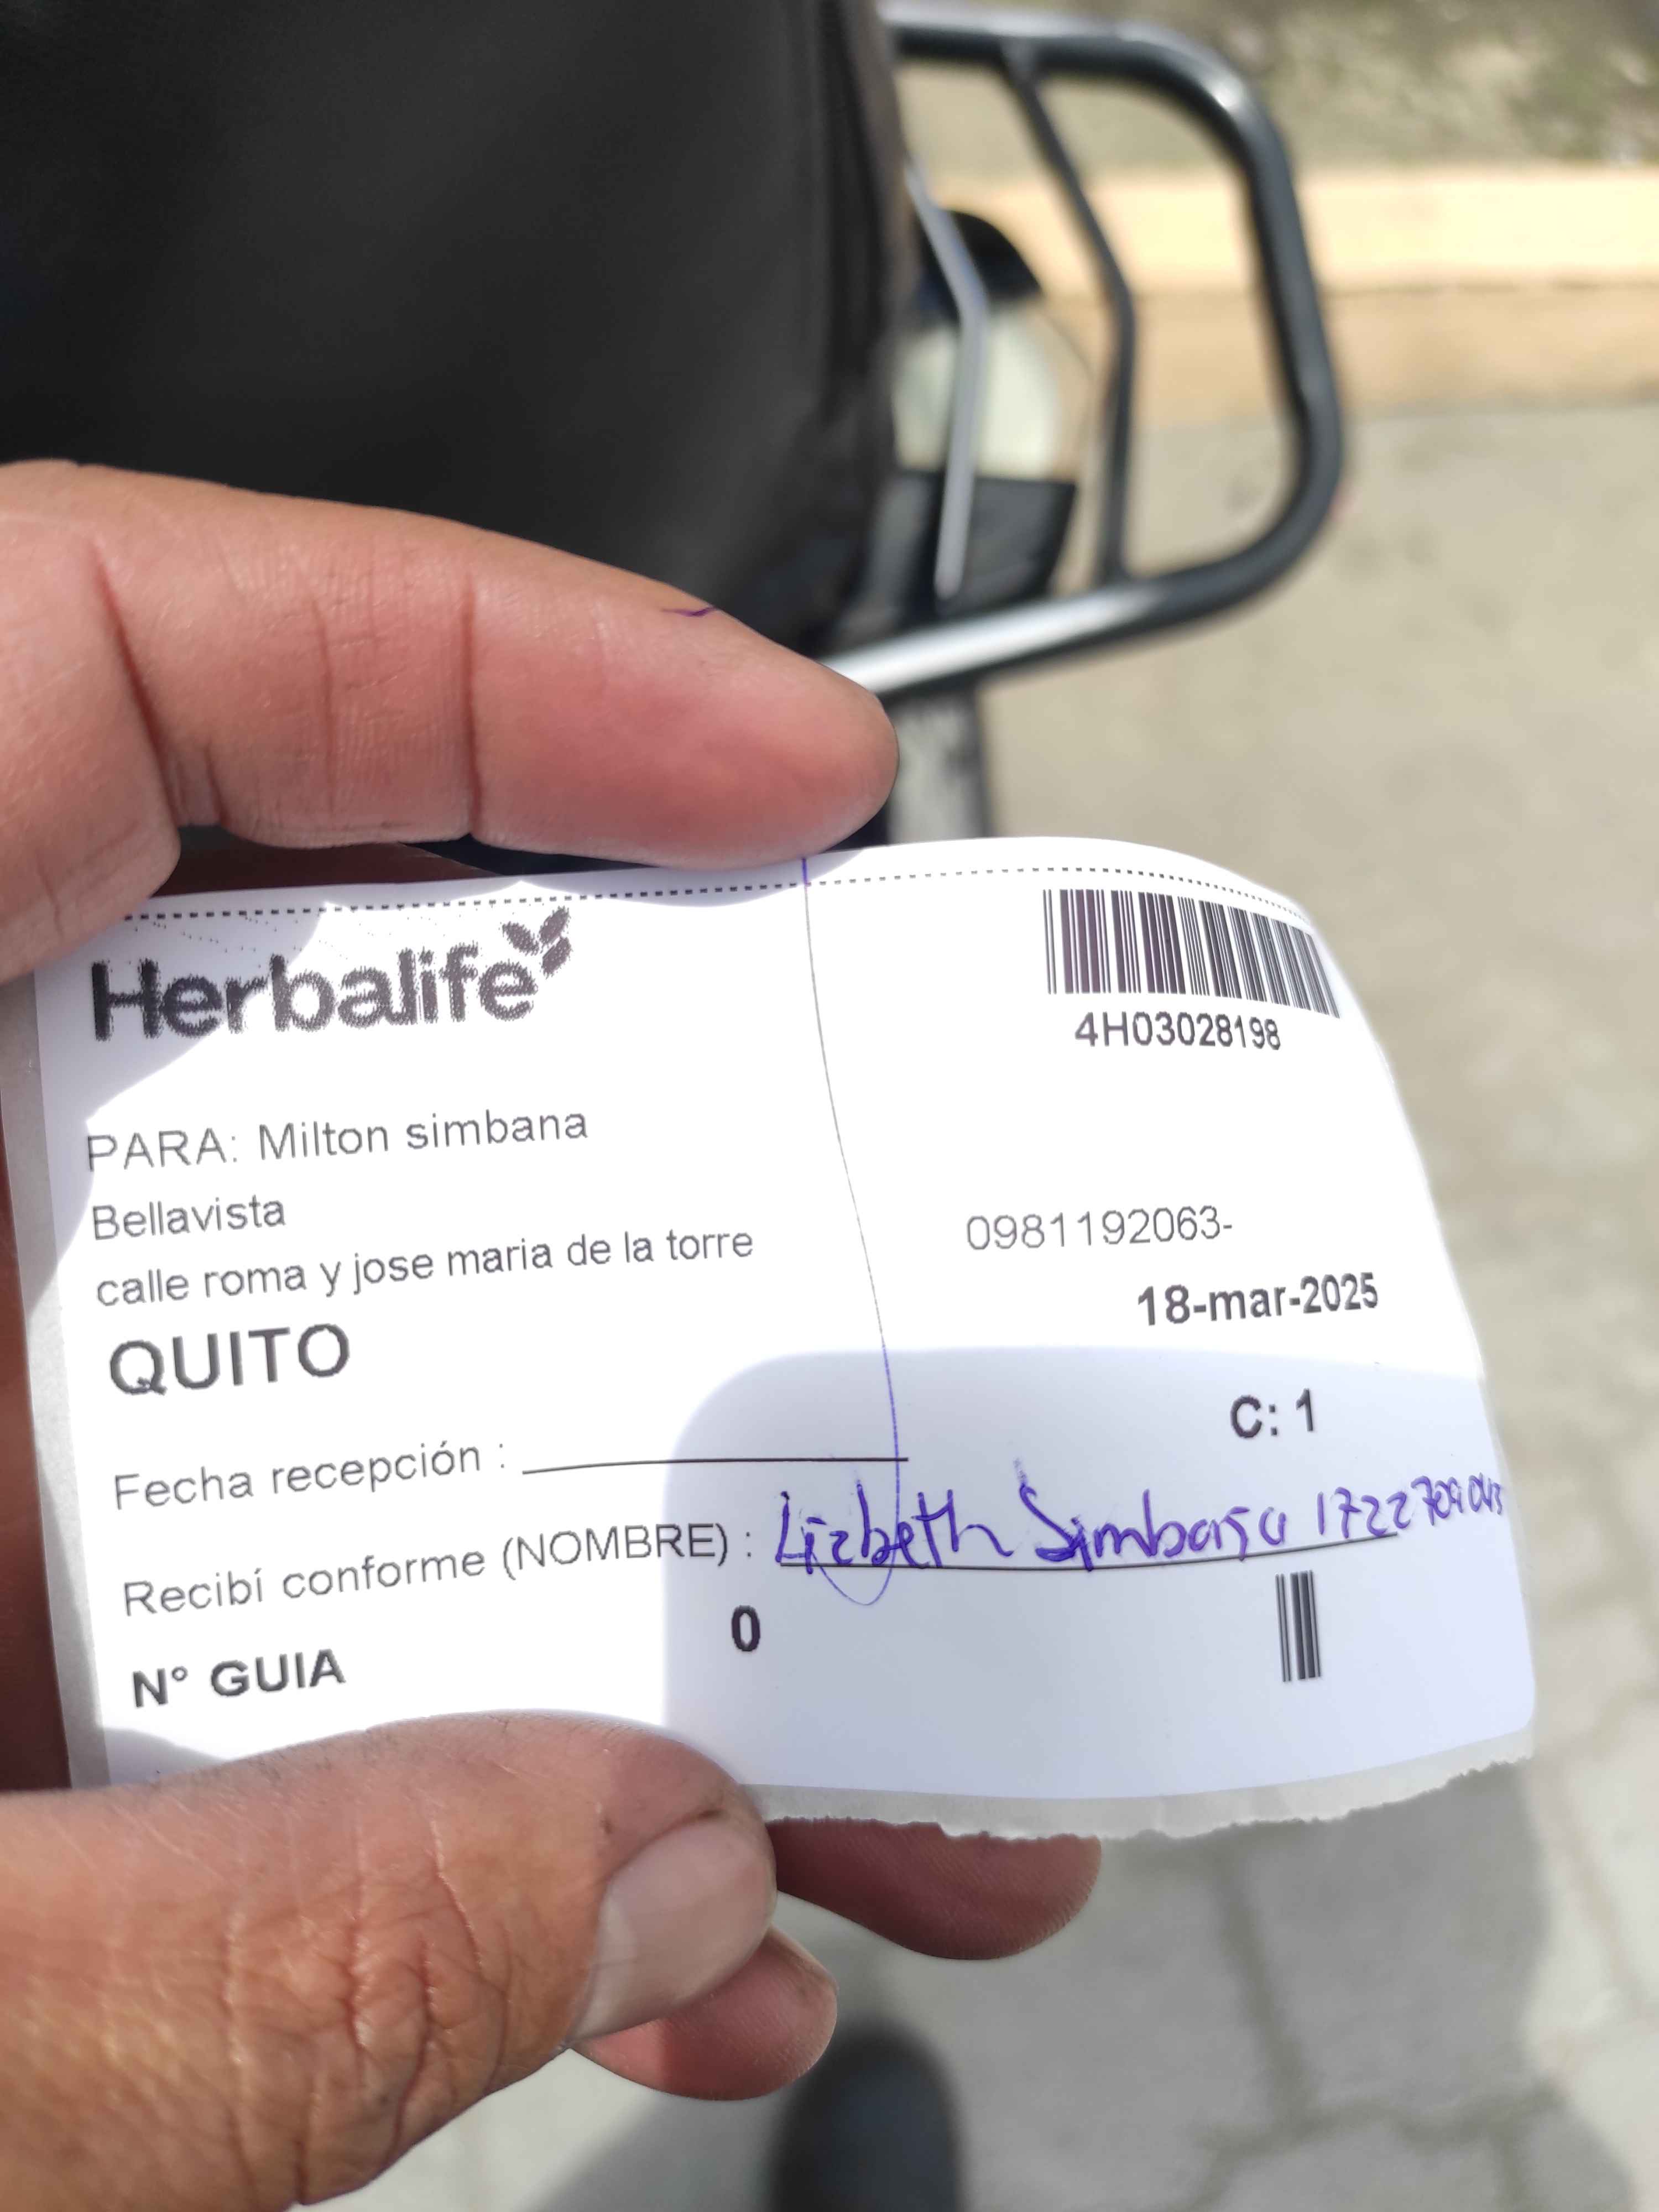 Herbalife
4H03028198
PARA: Milton simbana
Bellavista
0981192063-
calle roma y jose maria de la torre
18-mar-2025
QUITO
C: 1
Fecha recepción :
Recibí conforme (NOMBRE) : Lizbeth Simbaña
N° GUIA 0